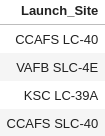 Launch_Site
CCAFS LC-40
VAFB SLC-4E
KSC LC-39A
CCAFS SLC-40